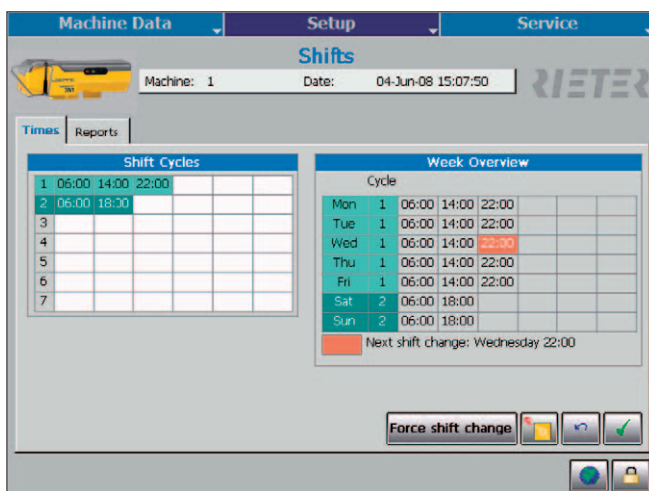 Machine Data Setup Service
Shifts
Machine: 1 Date: 04-Jun-08 15:07:50
RIETER
Times Reports
Shift Cycles
1 06:00 14:00 22:00
2 06:00 18:00
3
4
5
6
7
Week Overview
Cycle
Mon 1 06:00 14:00 22:00
Tue 1 06:00 14:00 22:00
Wed 1 06:00 14:00 22:00
Thu 1 06:00 14:00 22:00
Fri 1 06:00 14:00 22:00
Sat 2 06:00 18:00
Sun 2 06:00 18:00
Next shift change: Wednesday 22:00
Force shift change